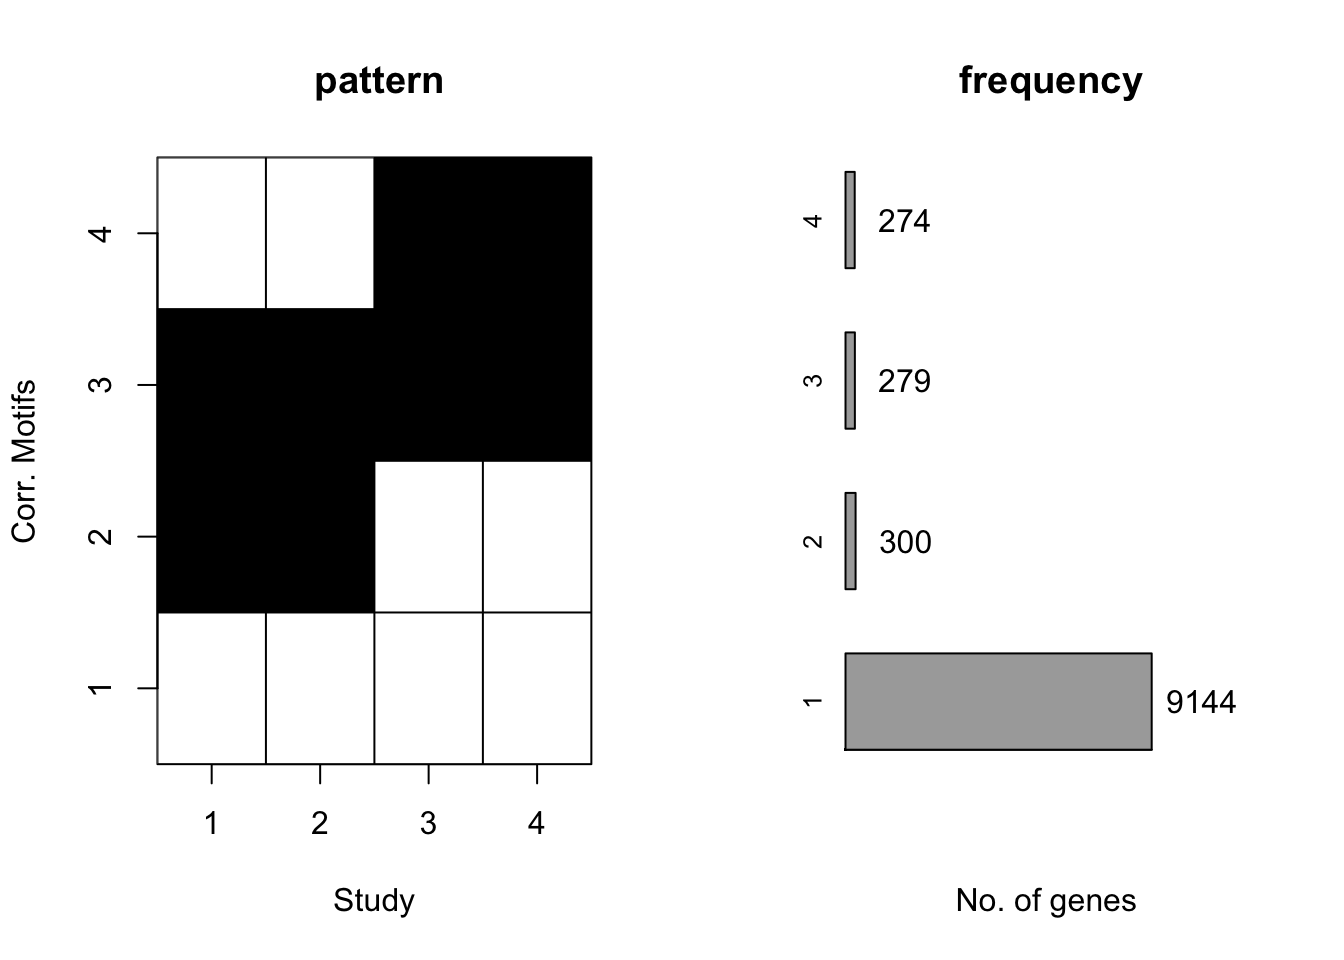 pattern
Corr. Motifs
4
3
2
1
1 2 3 4
Study
frequency
4 274
3 279
2 300
1 9144
No. of genes